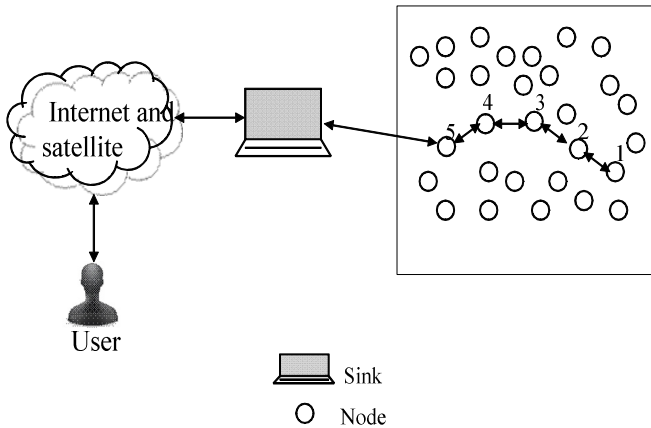 Internet and
satellite
User
5
4
3
2
1
Sink
Node